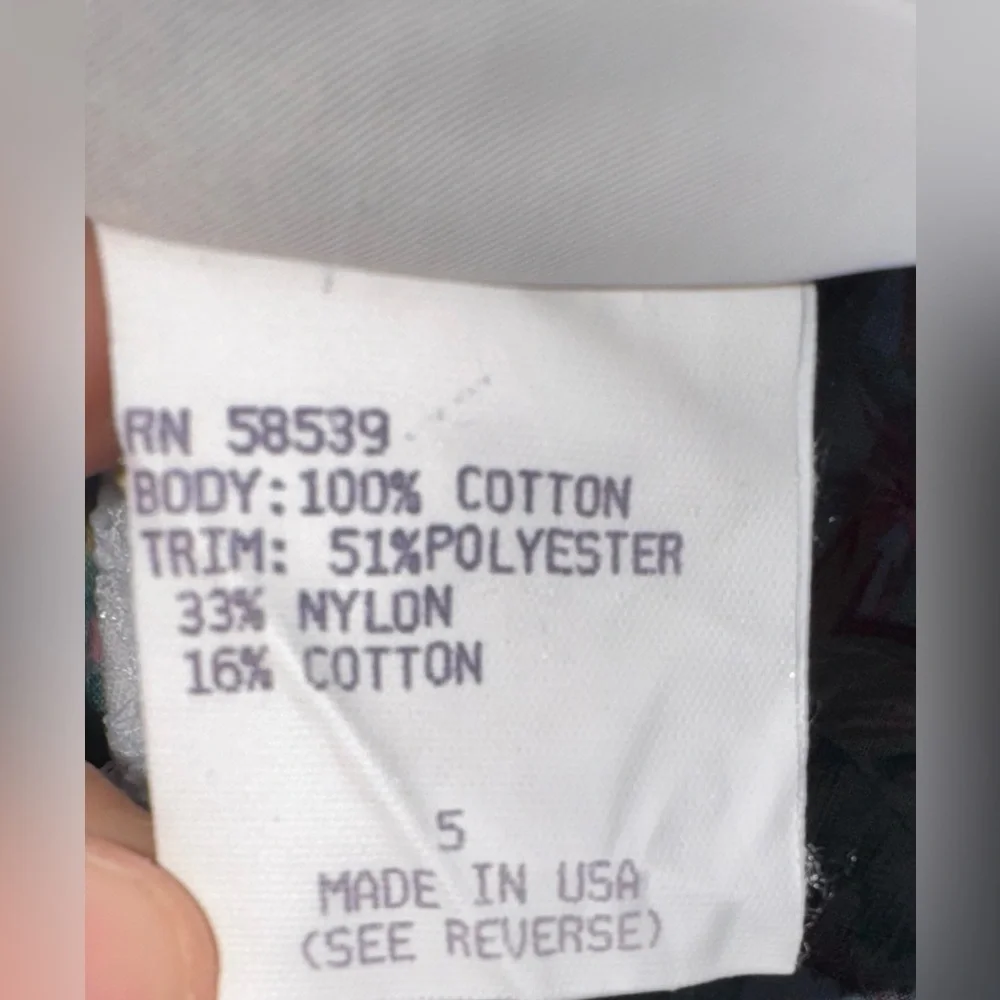 RN 58539
BODY:100% COTTON
TRIM: 51%POLYESTER
33% NYLON
16% COTTON
5
MADE IN USA
(SEE REVERSE)